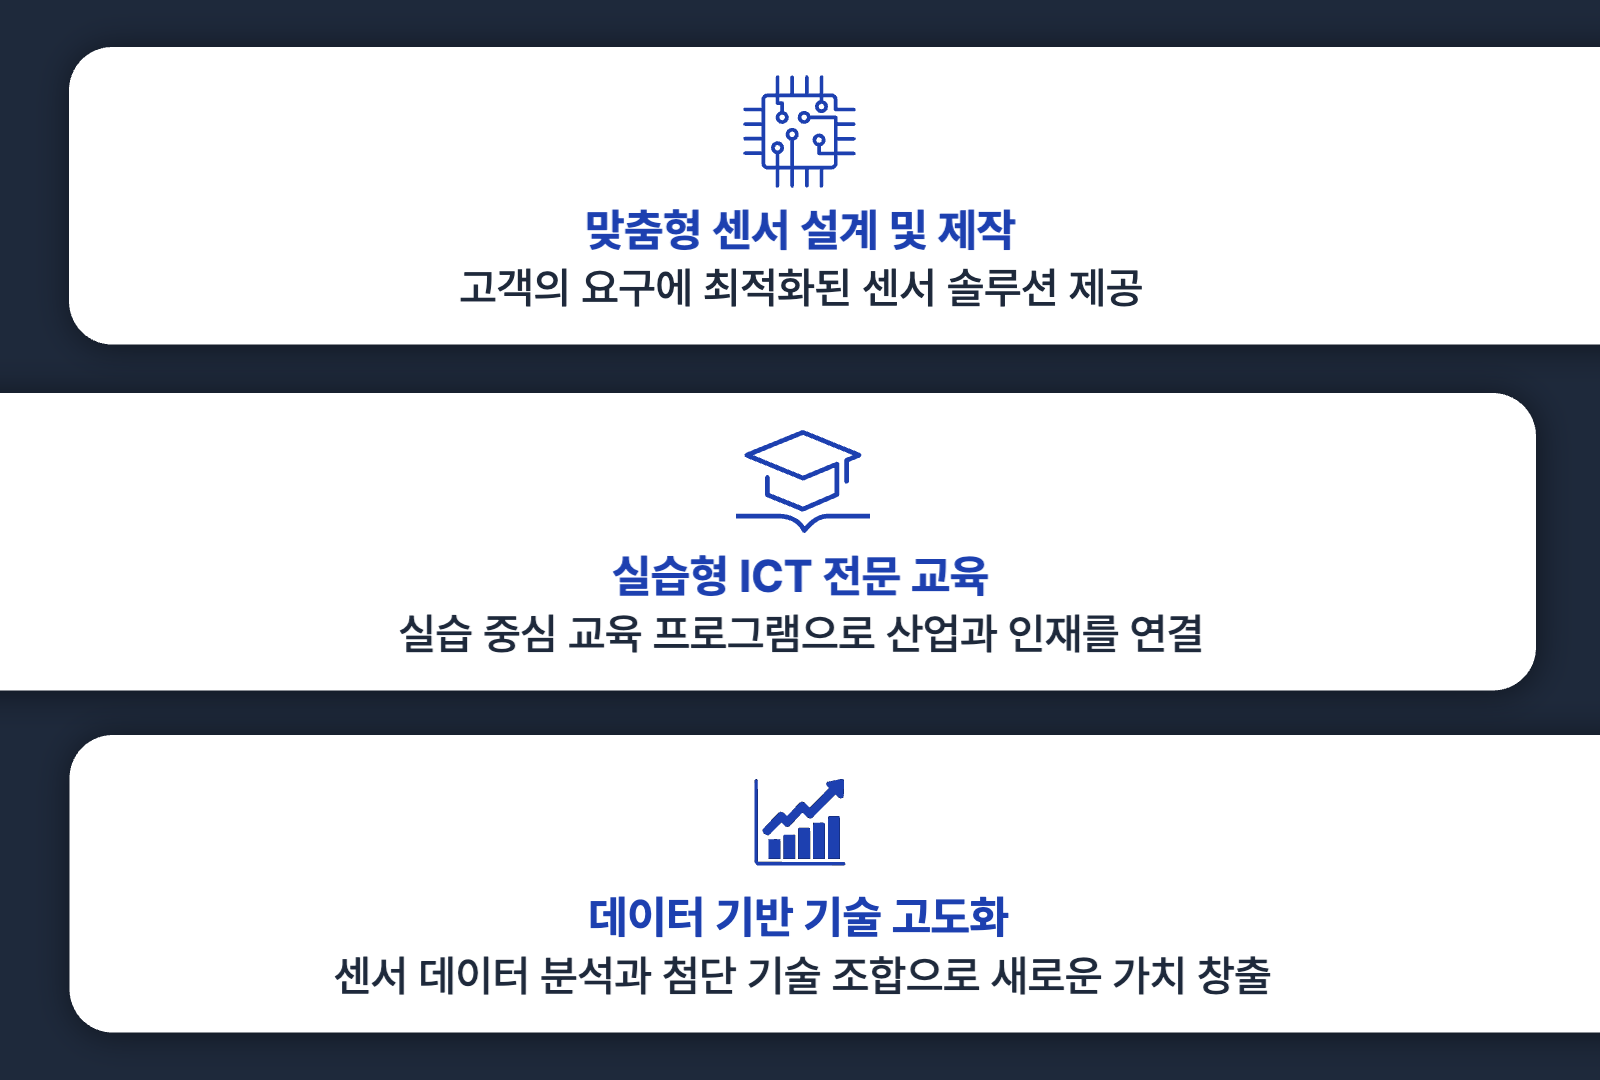 맞춤형 센서 설계 및 제작
고객의 요구에 최적화된 센서 솔루션 제공
실습형 ICT 전문 교육
실습 중심 교육 프로그램으로 산업과 인재를 연결
데이터 기반 기술 고도화
센서 데이터 분석과 첨단 기술 조합으로 새로운 가치 창출